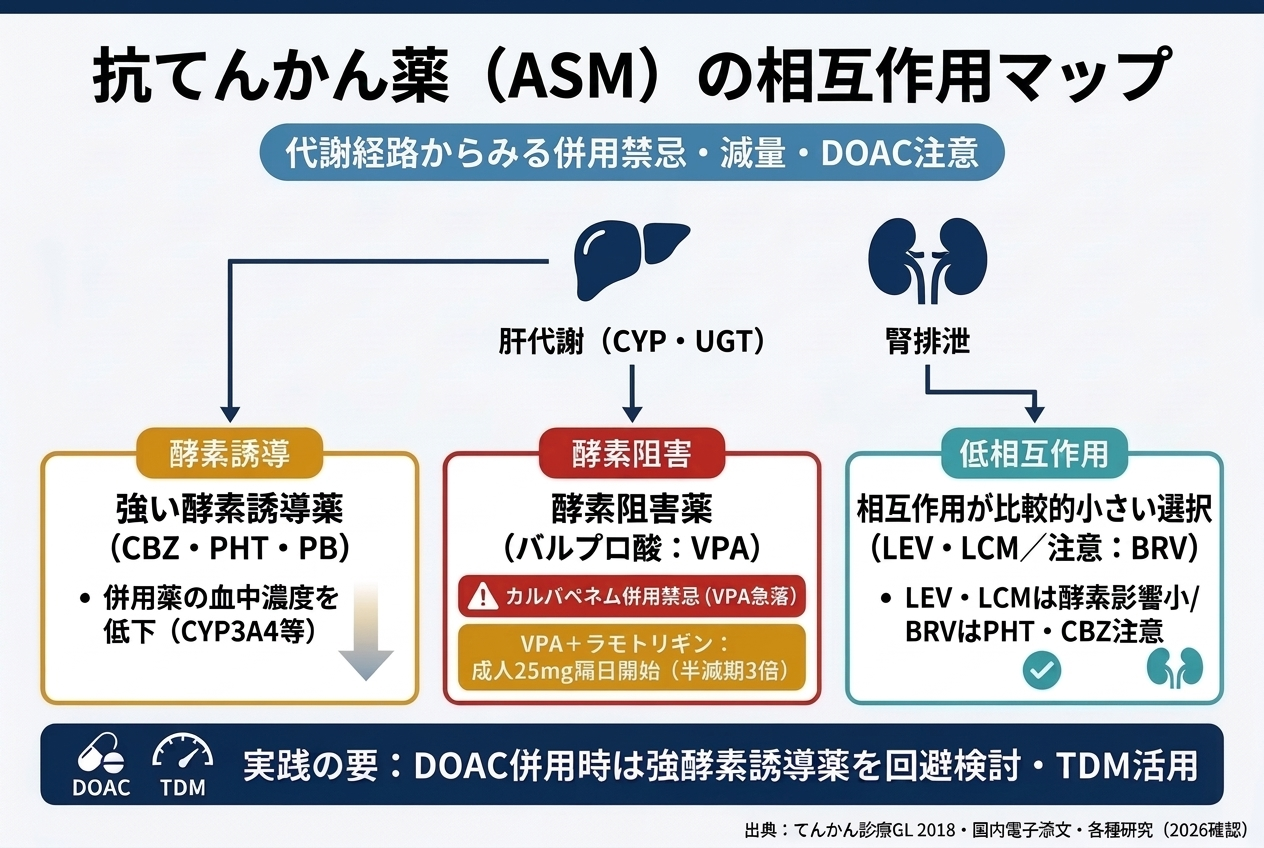 抗てんかん薬（ASM）の相互作用マップ
代謝経路からみる併用禁忌・減量・DOAC注意
肝代謝（CYP・UGT）
腎排泄
酵素誘導
強い酵素誘導薬
（CBZ・PHT・PB）
• 併用薬の血中濃度を
低下（CYP3A4等）
酵素阻害
酵素阻害薬
（バルプロ酸：VPA）
カルバペネム併用禁忌（VPA急落）
VPA＋ラモトリギン：
成人25mg隔日開始（半減期3倍）
低相互作用
相互作用が比較的小さい選択
（LEV・LCM／注意：BRV）
• LEV・LCMは酵素影響小/
BRVはPHT・CBZ注意
DOAC
TDM
実践の要：DOAC併用時は強酵素誘導薬を回避検討・TDM活用
出典：てんかん診療GL 2018・国内電子添文・各種研究（2026確認）